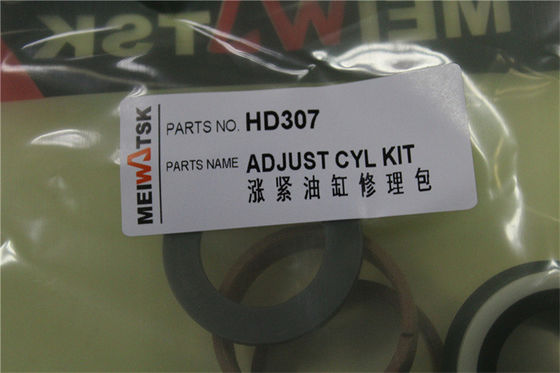 MEIWATSK
MEIWATSK
PARTS NO. HD307
PARTS NAME ADJUST CYL KIT
涨紧油缸修理包